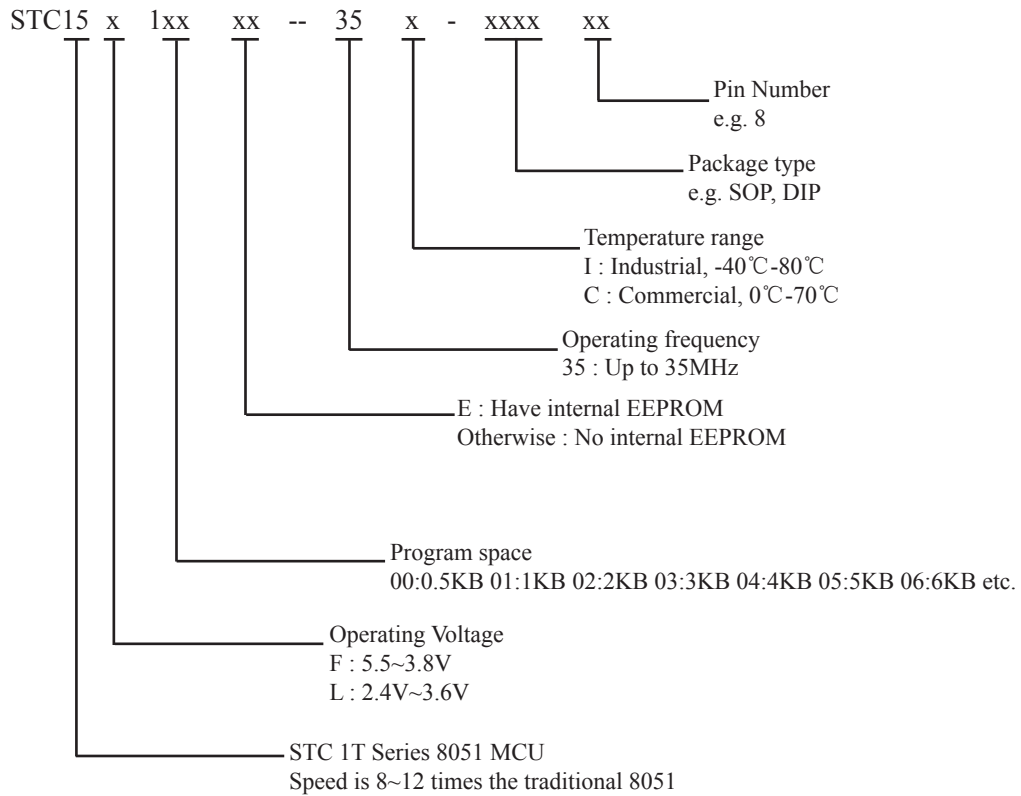 STC15 x 1xx xx -- 35 x - xxxx xx
Pin Number
e.g. 8
Package type
e.g. SOP, DIP
Temperature range
I : Industrial, -40℃-80℃
C : Commercial, 0℃-70℃
Operating frequency
35 : Up to 35MHz
E : Have internal EEPROM
Otherwise : No internal EEPROM
Program space
00:0.5KB 01:1KB 02:2KB 03:3KB 04:4KB 05:5KB 06:6KB etc.
Operating Voltage
F : 5.5~3.8V
L : 2.4V~3.6V
STC 1T Series 8051 MCU
Speed is 8~12 times the traditional 8051